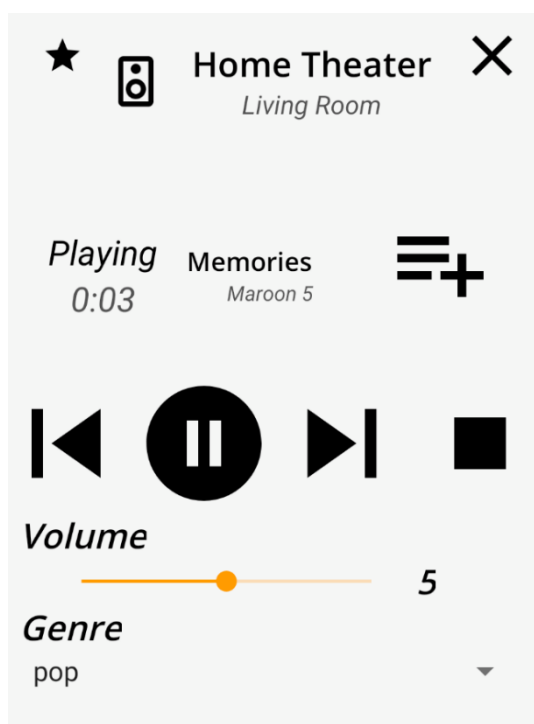 Home Theater
Living Room
Playing
0:03
Memories
Maroon 5
Volume
5
Genre
pop